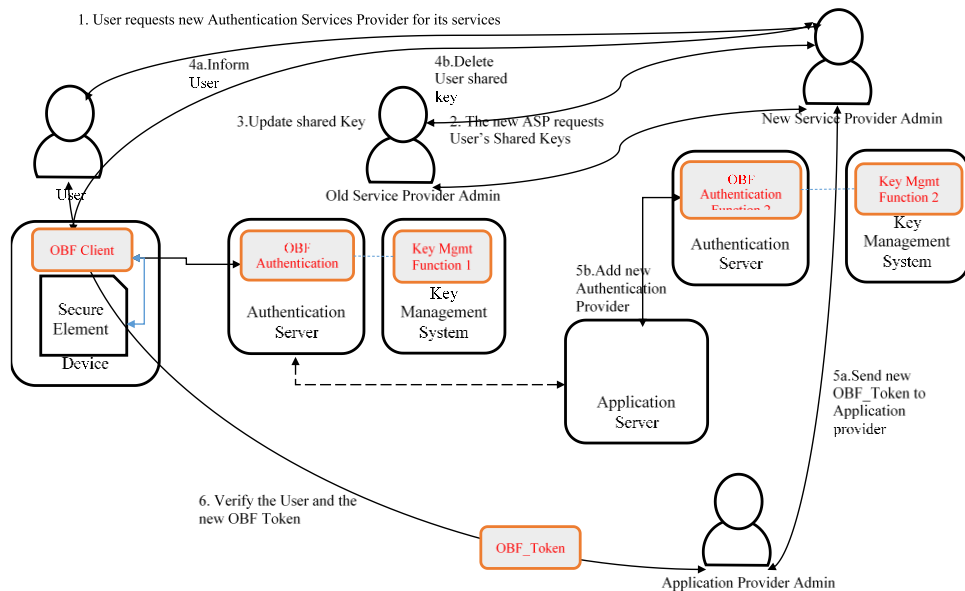 1. User requests new Authentication Services Provider for its services
4a.Inform
User
4b.Delete
User shared
key
3.Update shared Key
2. The new ASP requests
User's Shared Keys
New Service Provider Admin
User
Old Service Provider Admin
OBF Client
Secure
Element
Device
OBF
Authentication
Authentication
Server
Key Mgmt
Function 1
Key
Management
System
OBF
Authentication
Function 2
Authentication
Server
Key Mgmt
Function 2
Key
Management
System
5b.Add new
Authentication
Provider
Application
Server
5a.Send new
OBF_Token to
Application
provider
6. Verify the User and the
new OBF Token
OBF_Token
Application Provider Admin